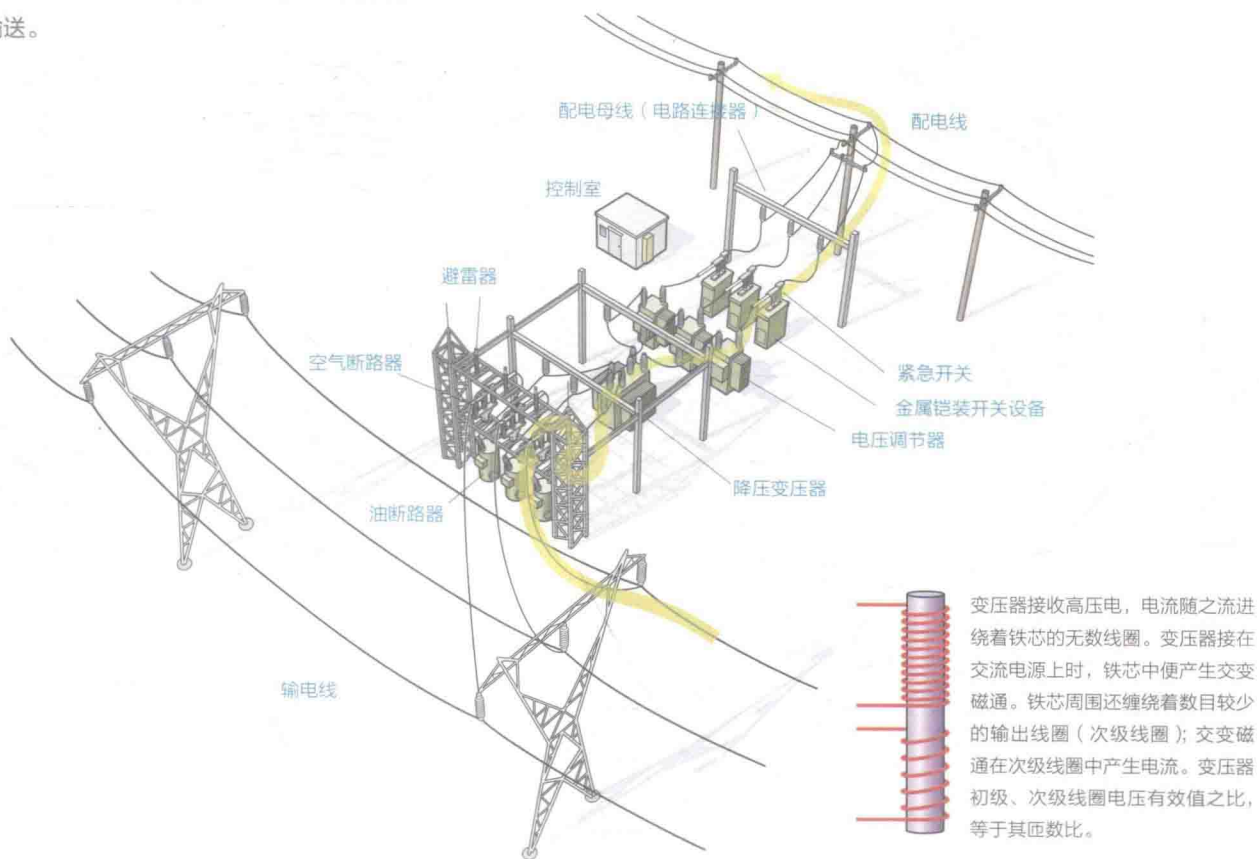 输送。
配电母线（电路连接器）
配电线
控制室
避雷器
空气断路器
紧急开关
金属铠装开关设备
电压调节器
降压变压器
油断路器
输电线
变压器接收高压电，电流随之流进
绕着铁芯的无数线圈。变压器接在
交流电源上时，铁芯中便产生交变
磁通。铁芯周围还缠绕着数目较少
的输出线圈（次级线圈）；交变磁
通在次级线圈中产生电流。变压器
初级、次级线圈电压有效值之比，
等于其匝数比。